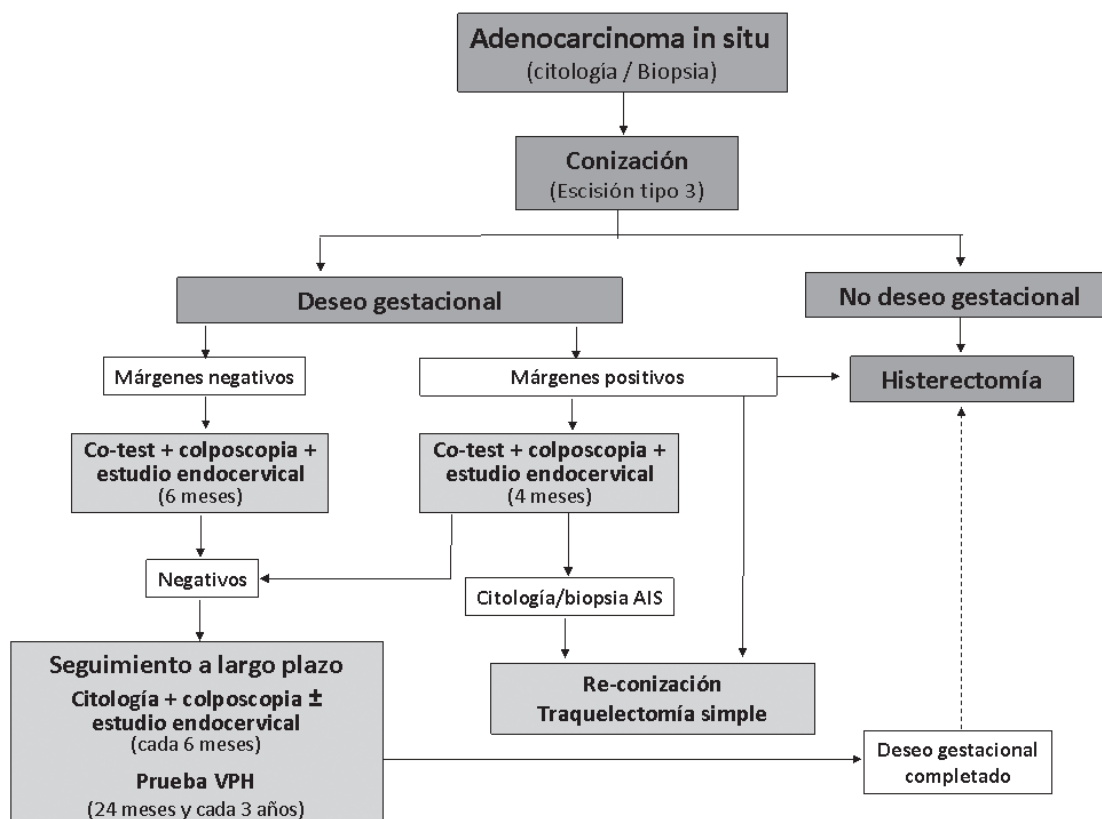 Adenocarcinoma in situ
(citología / Biopsia)
Conización
(Escisión tipo 3)
Deseo gestacional
No deseo gestacional
Márgenes negativos
Márgenes positivos
Histerectomía
Co-test + colposcopia +
estudio endocervical
(6 meses)
Co-test + colposcopia +
estudio endocervical
(4 meses)
Negativos
Citología/biopsia AIS
Seguimiento a largo plazo
Citología + colposcopia ±
estudio endocervical
(cada 6 meses)
Prueba VPH
(24 meses y cada 3 años)
Re-conización
Traquelectomía simple
Deseo gestacional
completado